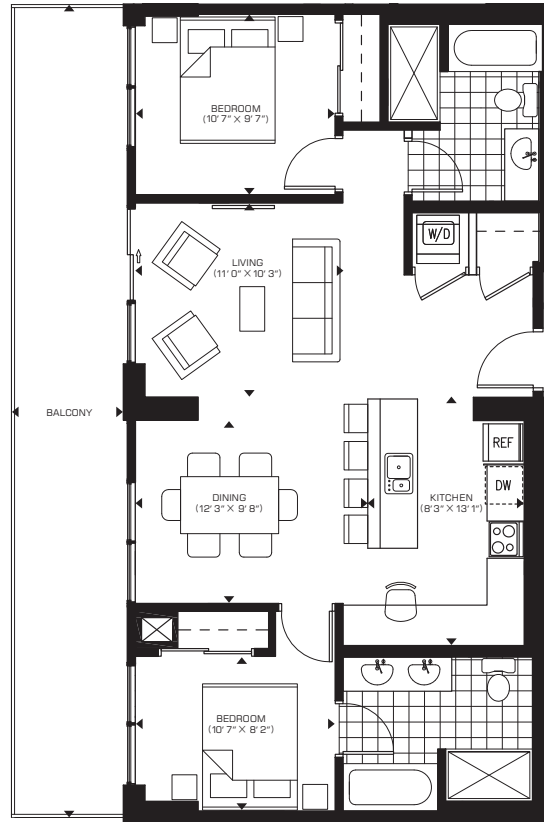 BEDROOM
(10'7" X 9'7")
W/D
LIVING
(11'0" X 10'3")
BALCONY
REF
DW
DINING
(12'3" X 9'8")
KITCHEN
(8'3" X 13'1")
BEDROOM
(10'7" X 8'2")